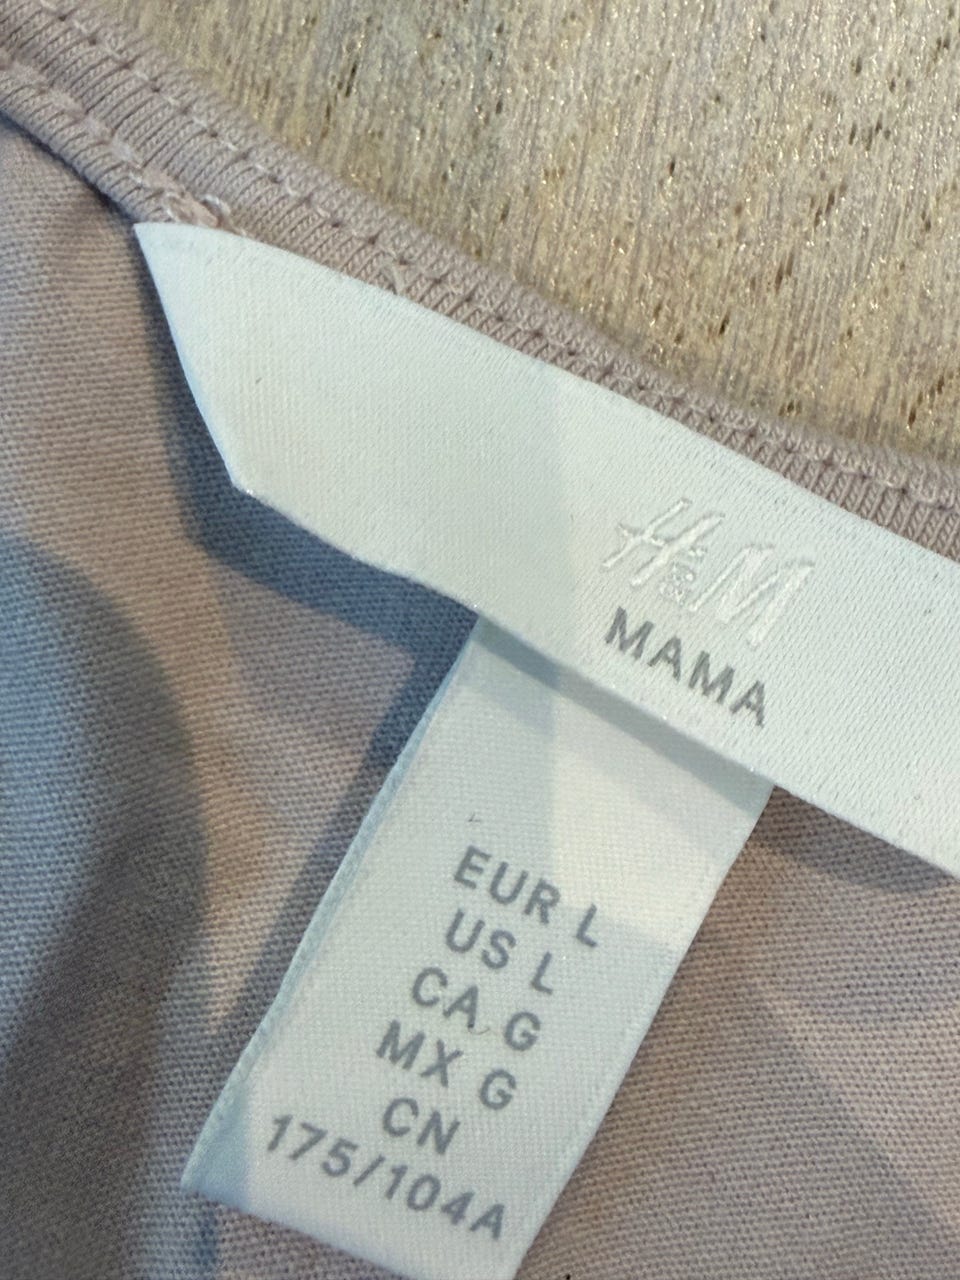 H&M
MAMA
EUR L
US L
CA G
MX G
CN
175/104A